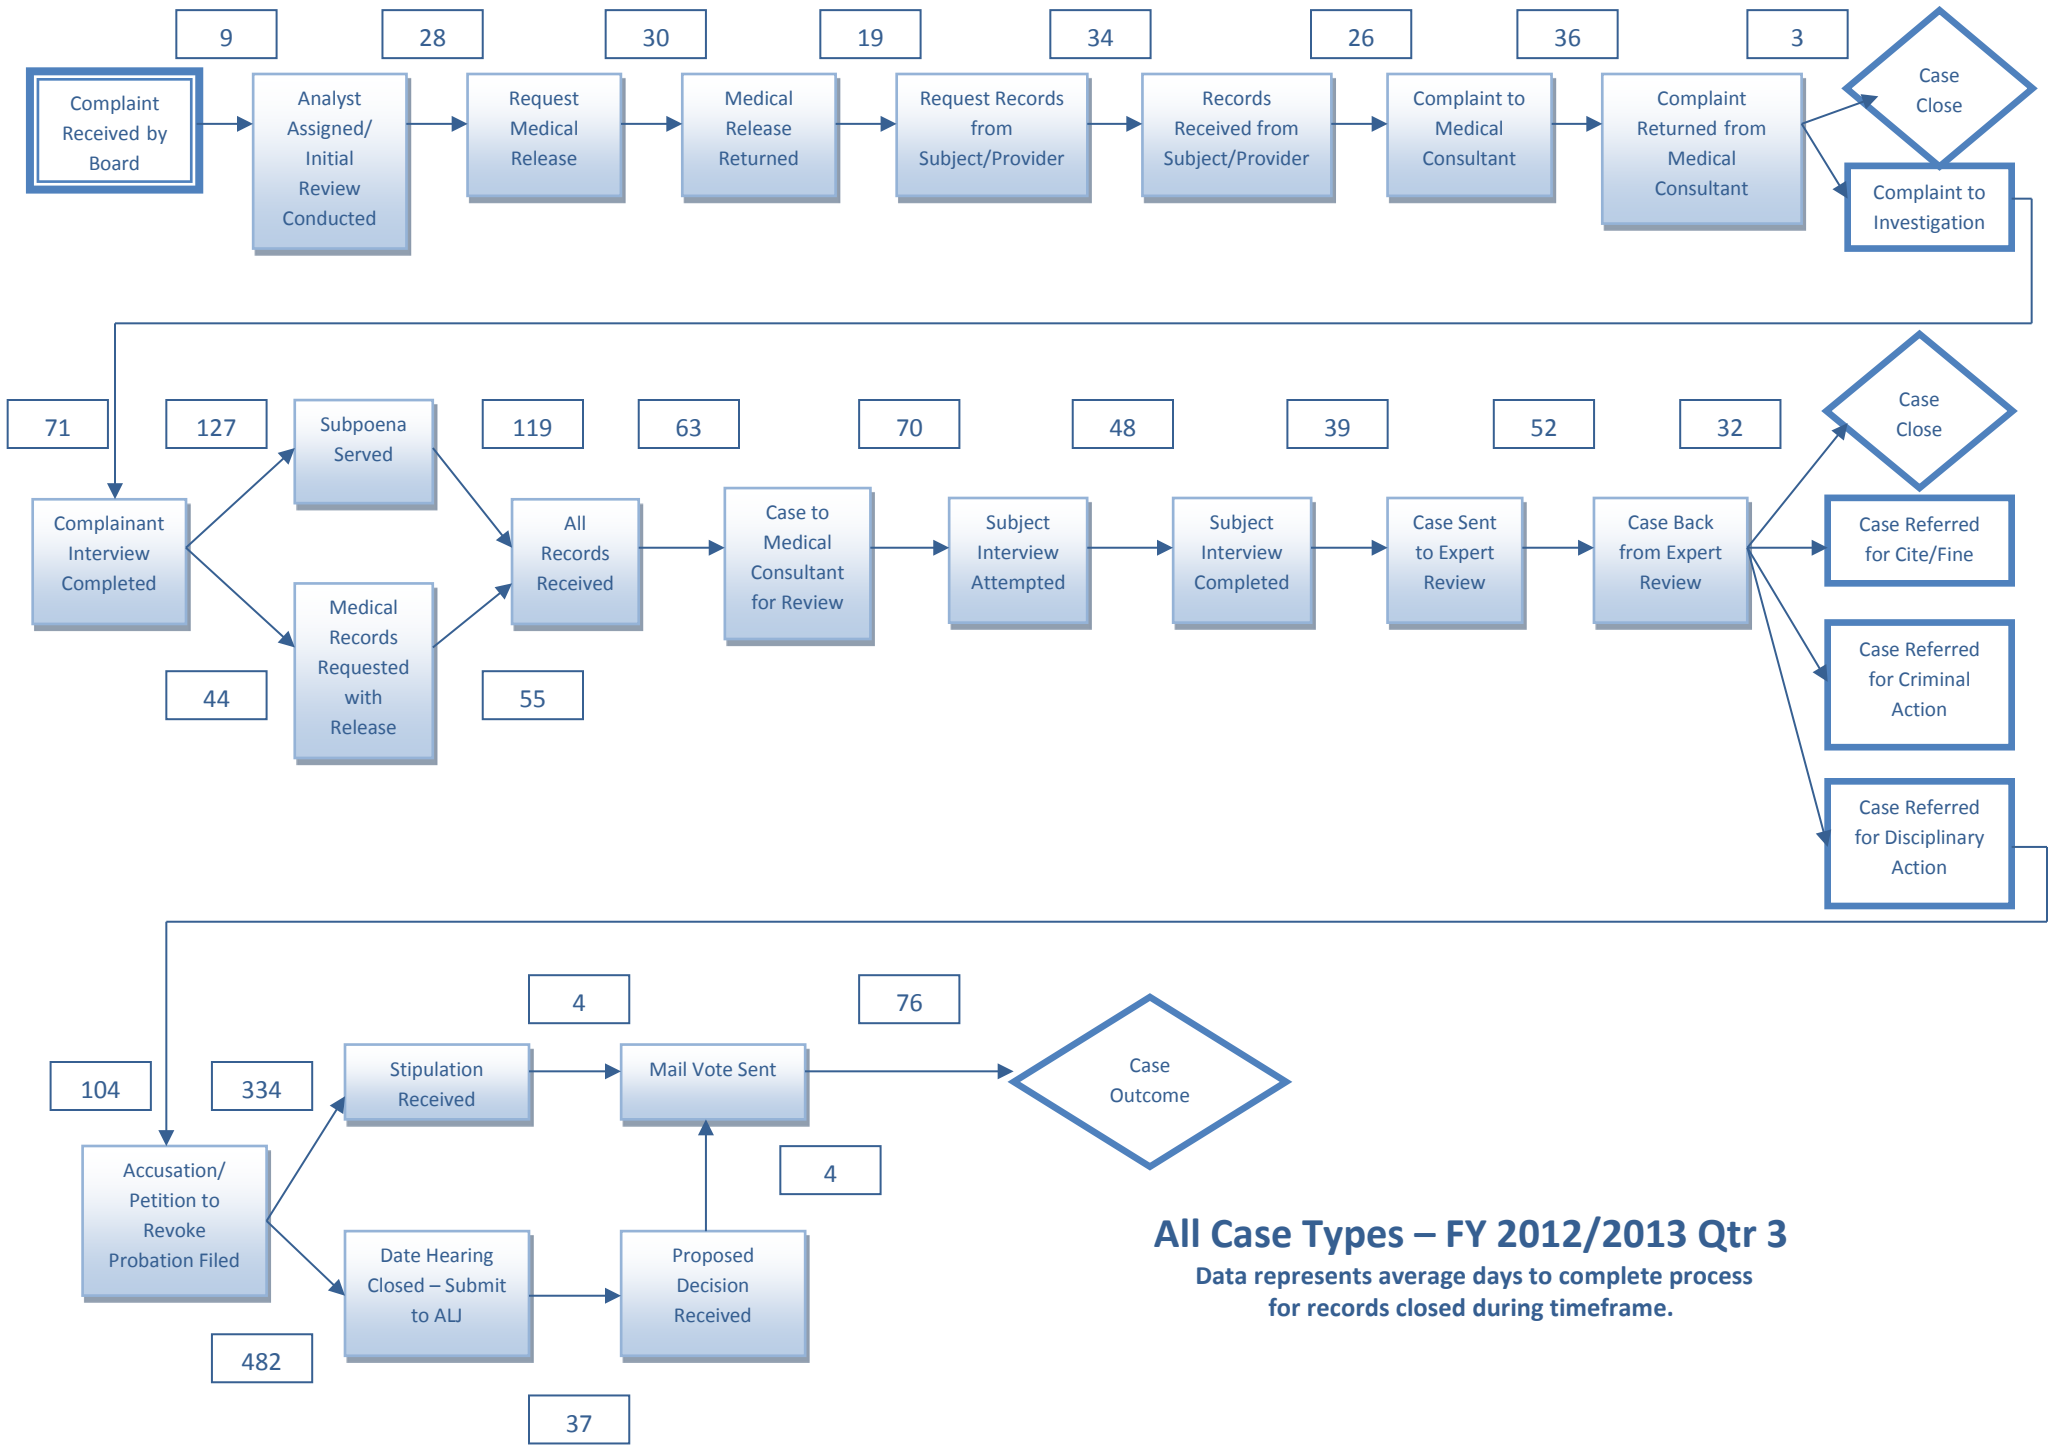 9
28
30
19
34
26
36
3
Complaint
Received by
Board
Analyst
Assigned/
Initial
Review
Conducted
Request
Medical
Release
Medical
Release
Returned
Request Records
from
Subject/Provider
Records
Received from
Subject/Provider
Complaint to
Medical
Consultant
Complaint
Returned from
Medical
Consultant
Case
Close
Complaint to
Investigation
71
127
119
63
70
48
39
52
32
Complainant
Interview
Completed
Subpoena
Served
Medical
Records
Requested
with
Release
44
55
All
Records
Received
Case to
Medical
Consultant
for Review
Subject
Interview
Attempted
Subject
Interview
Completed
Case Sent
to Expert
Review
Case Back
from Expert
Review
Case
Close
Case Referred
for Cite/Fine
Case Referred
for Criminal
Action
Case Referred
for Disciplinary
Action
104
334
4
76
Accusation/
Petition to
Revoke
Probation Filed
Stipulation
Received
Mail Vote Sent
Case
Outcome
4
482
Date Hearing
Closed – Submit
to ALJ
37
Proposed
Decision
Received
All Case Types – FY 2012/2013 Qtr 3
Data represents average days to complete process
for records closed during timeframe.